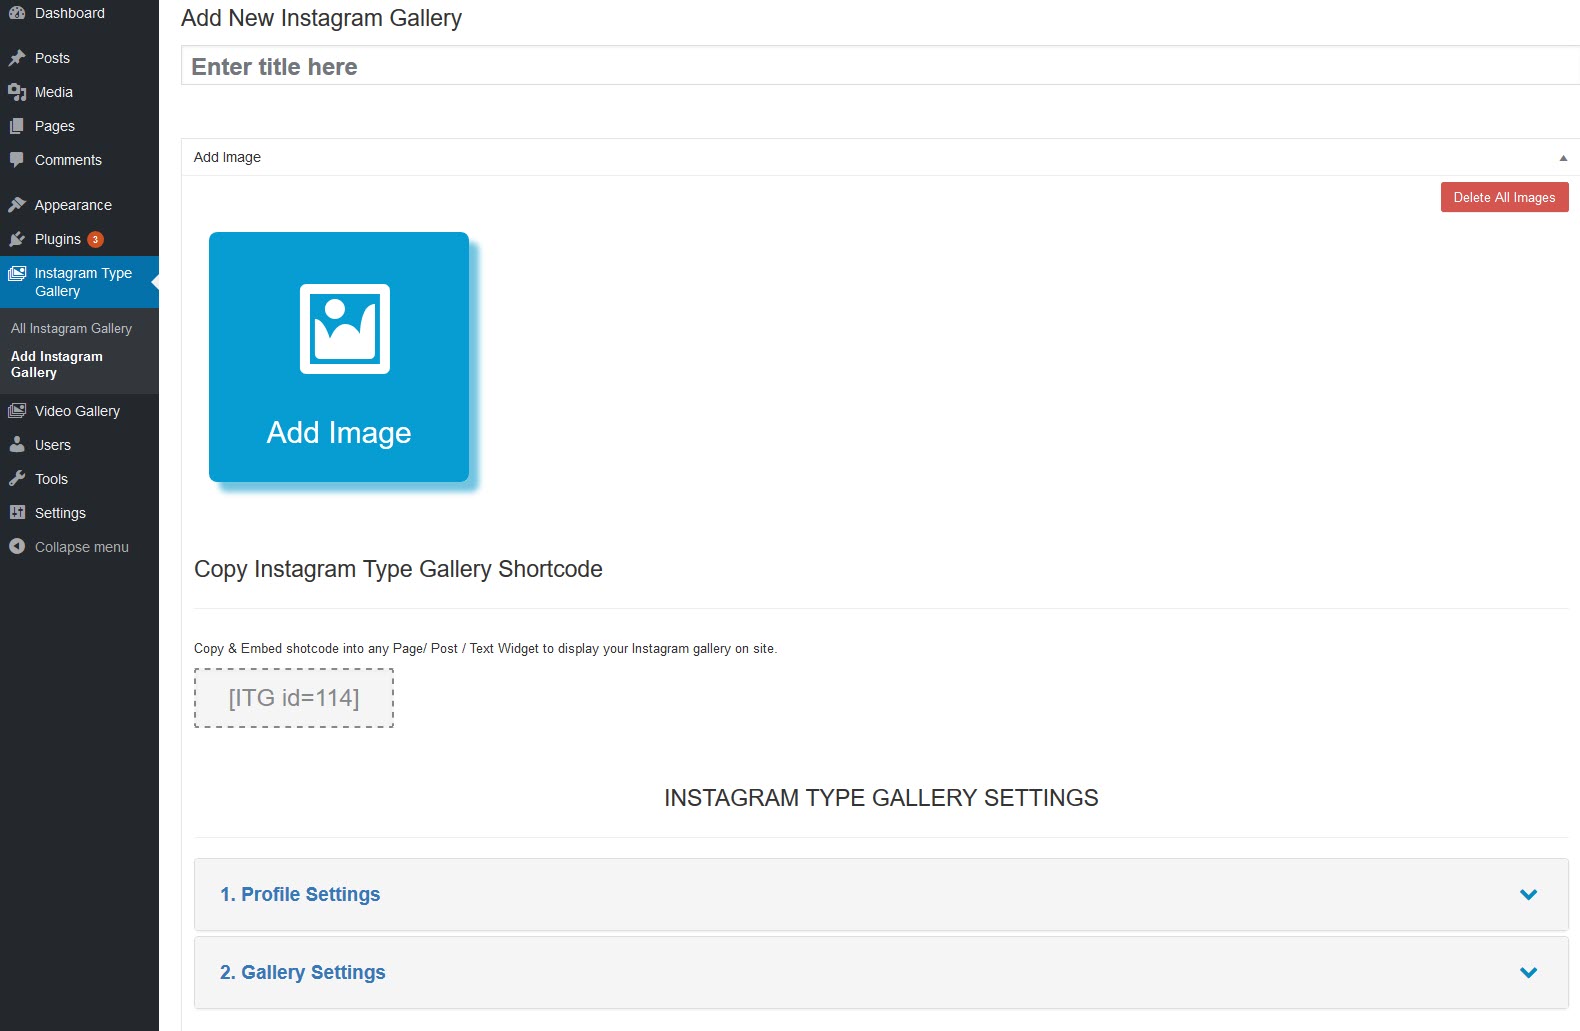 Dashboard
Posts
Media
Pages
Comments
Appearance
Plugins 3
Instagram Type
Gallery
All Instagram Gallery
Add Instagram
Gallery
Video Gallery
Users
Tools
Settings
Collapse menu
Add New Instagram Gallery
Enter title here
Add Image
Delete All Images
Add Image
Copy Instagram Type Gallery Shortcode
Copy & Embed shotcode into any Page/ Post / Text Widget to display your Instagram gallery on site.
[ITG id=114]
INSTAGRAM TYPE GALLERY SETTINGS
1. Profile Settings
2. Gallery Settings